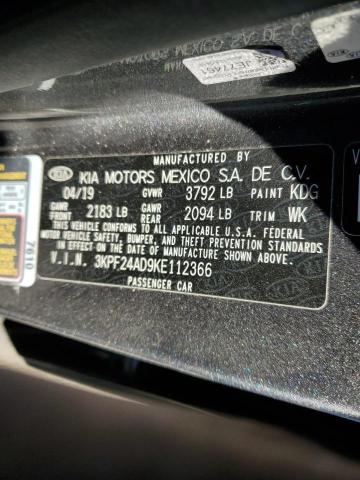 KIA MOTORS MEXICO S.A. DE C.V.
04/19 GVWR 3792 LB PAINT KDG
GAWR FRONT 2183 LB GAWR REAR 2094 LB TRIM WK
THIS VEHICLE CONFORMS TO ALL APPLICABLE U.S.A. FEDERAL
MOTOR VEHICLE SAFETY, BUMPER, AND THEFT PREVENTION STANDARDS
IN EFFECT ON THE DATE OF MANUFACTURE SHOWN ABOVE.
V.I.N. 3KPF24AD9KE112366
PASSENGER CAR
7610